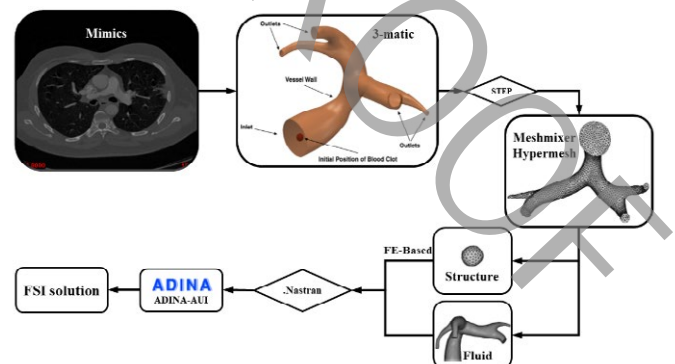 Mimics
3-matic
Outlets
Vessel Wall
Inlet
Outlets
Initial Position of Blood Clot
STEP
Meshmixer
Hypermesh
FE-Based
Structure
Fluid
.Nastran
ADINA
ADINA-AUI
FSI solution